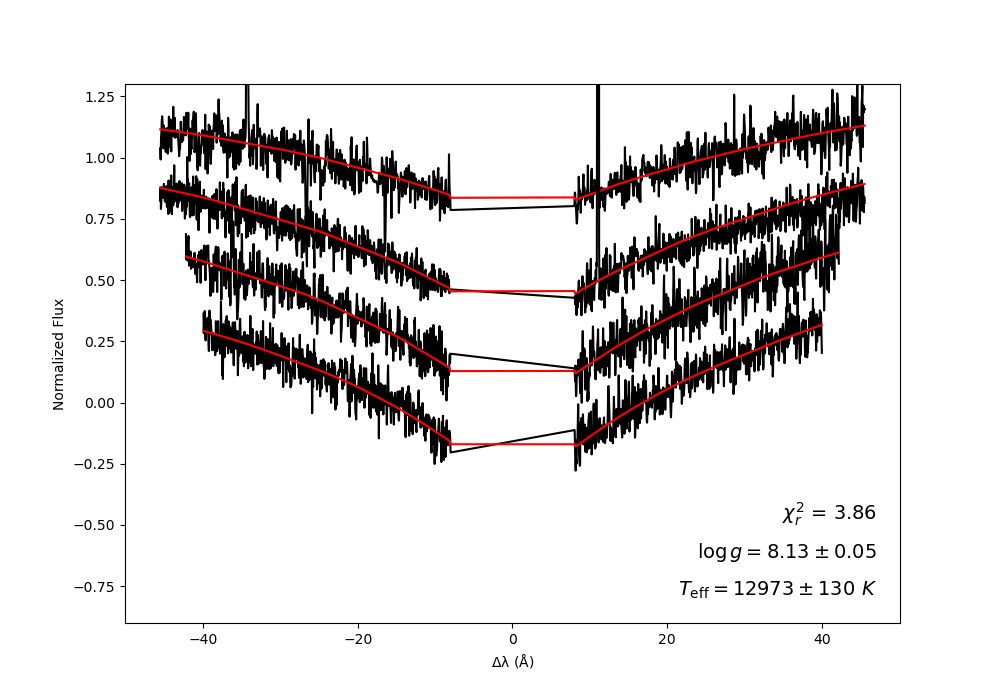 1.25
1.00
0.75
0.50
0.25
0.00
−0.25
−0.50
−0.75
Normalized Flux
χ²ᵣ = 3.86
log g = 8.13 ± 0.05
T_eff = 12973 ± 130 K
−40 −20 0 20 40
Δλ (Å)